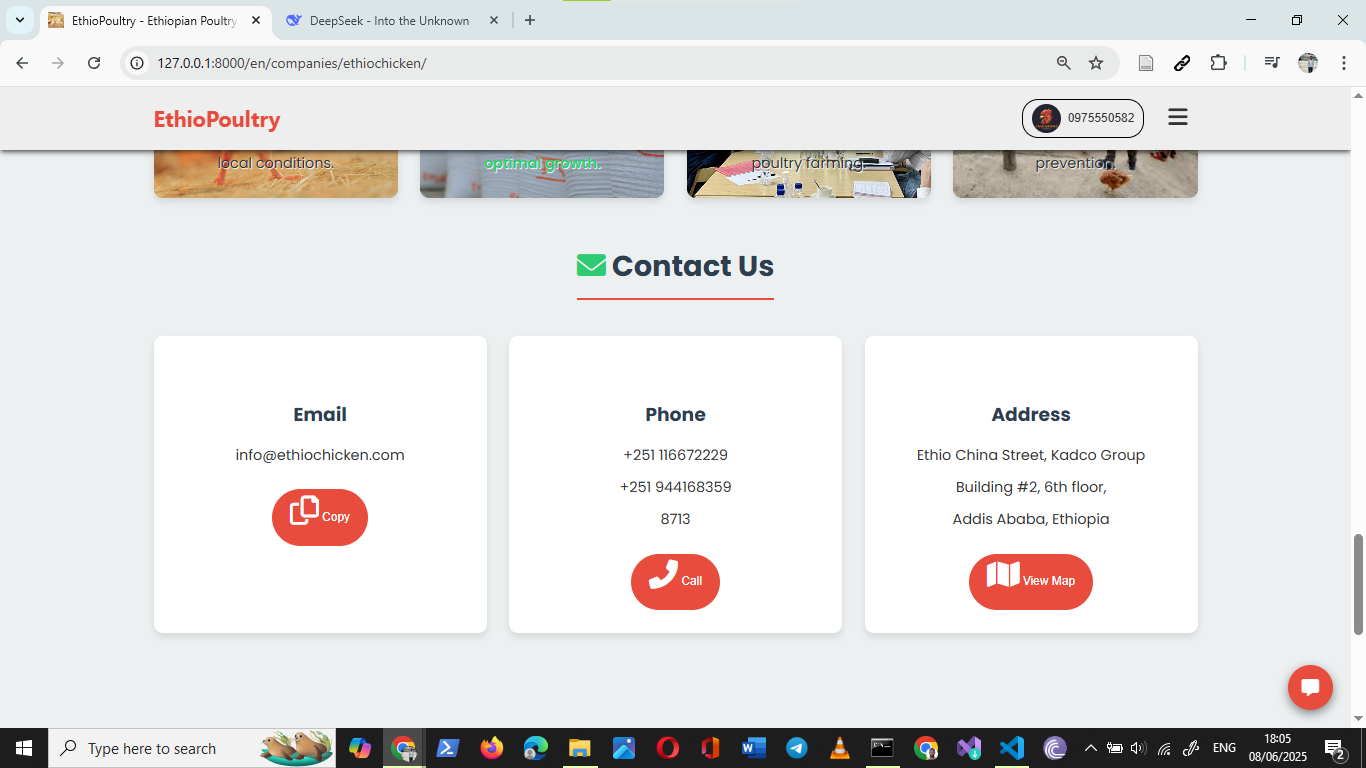 EthioPoultry - Ethiopian Poultry
DeepSeek - Into the Unknown
127.0.0.1:8000/en/companies/ethiochicken/
EthioPoultry
0975550582
local conditions.
optimal growth.
poultry farming.
prevention.
Contact Us
Email
info@ethiochicken.com
Copy
Phone
+251 116672229
+251 944168359
8713
Call
Address
Ethio China Street, Kadco Group
Building #2, 6th floor,
Addis Ababa, Ethiopia
View Map
Type here to search
ENG
18:05
08/06/2025
2